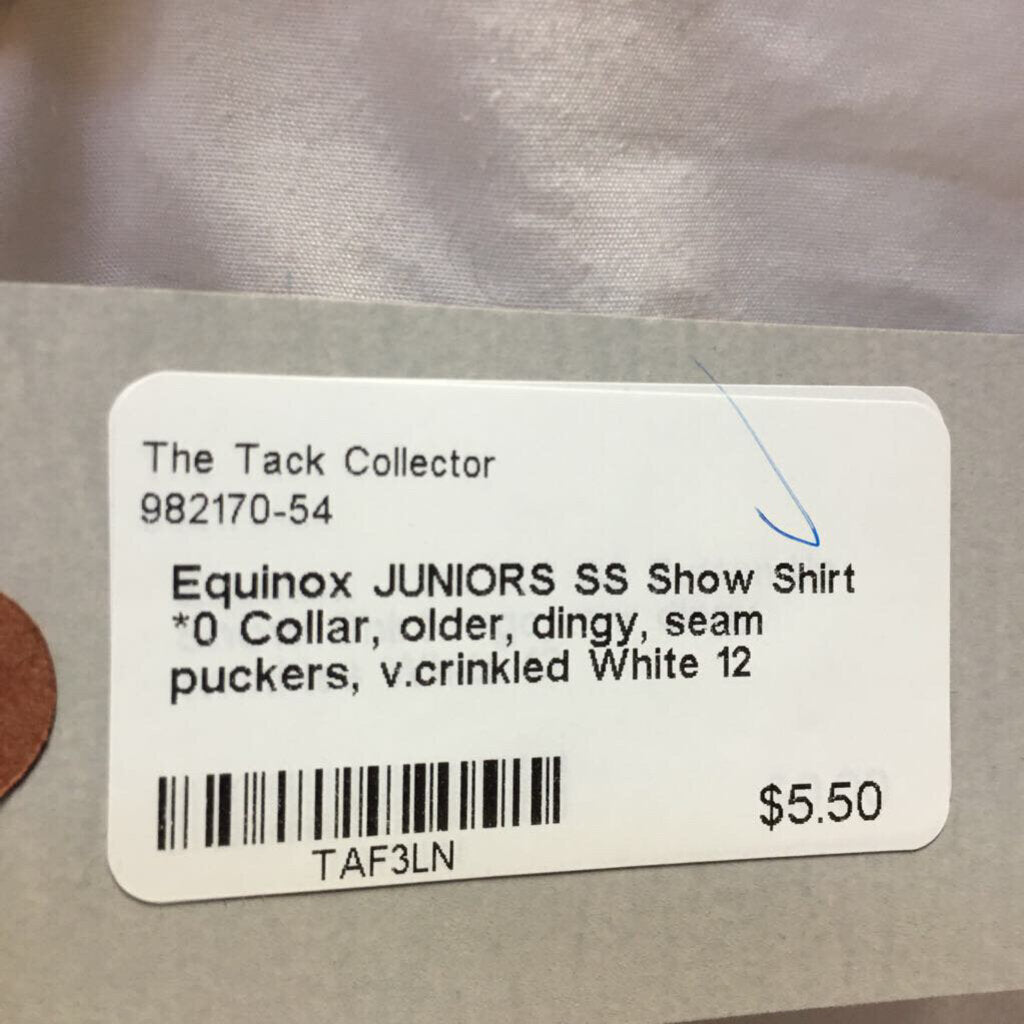 The Tack Collector
982170-54
Equinox JUNIORS SS Show Shirt
*0 Collar, older, dingy, seam
puckers, v.crinkled White 12
TAF3LN
$5.50